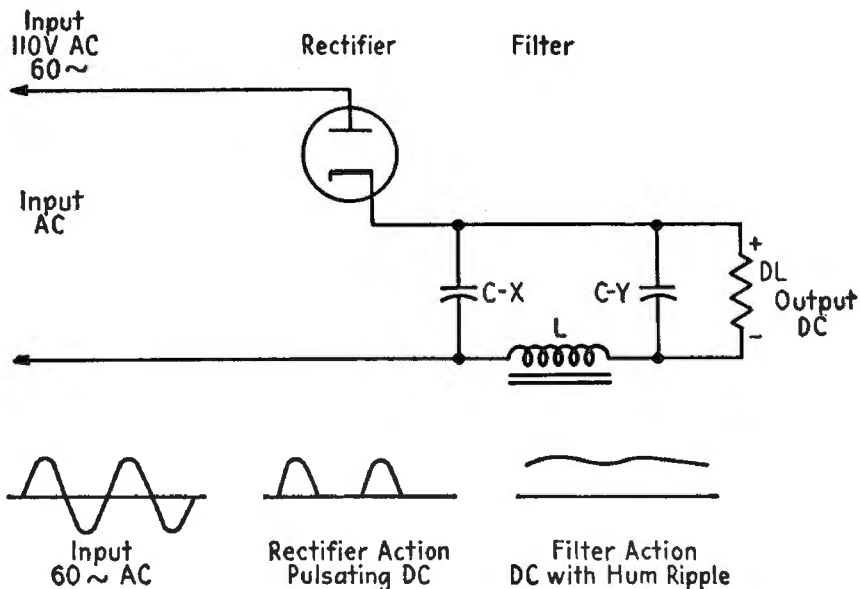 Input
110V AC
60~
Rectifier
Filter
Input
AC
C-X
C-Y
+
DL
Output
DC
-
L
Input
60~ AC
Rectifier Action
Pulsating DC
Filter Action
DC with Hum Ripple